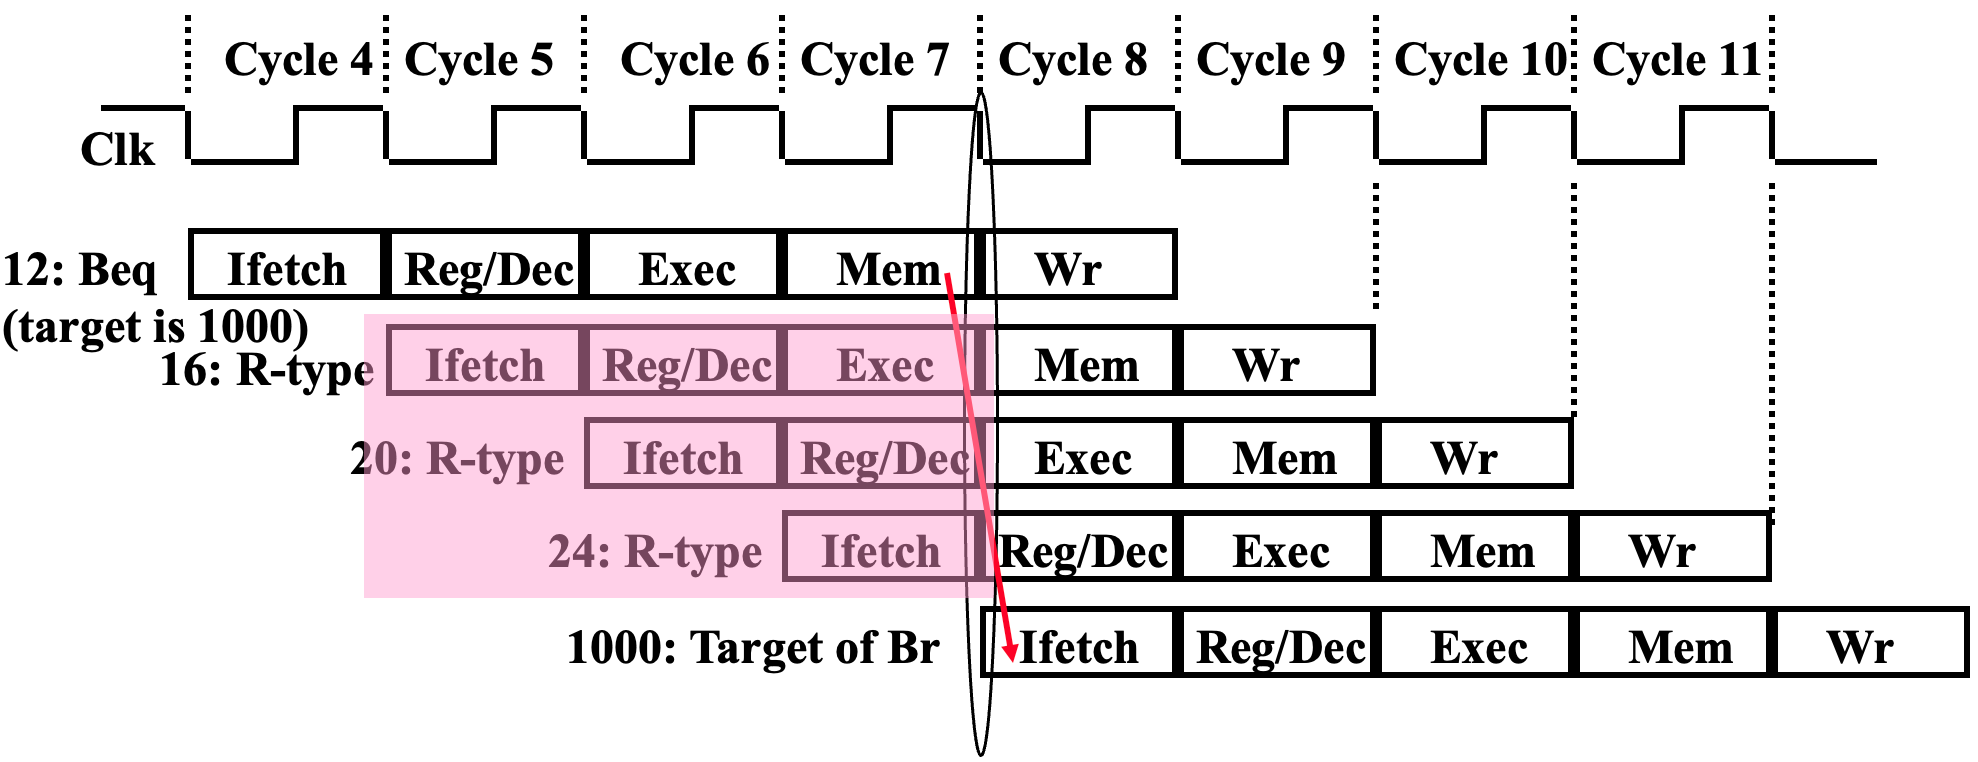 Cycle 4 Cycle 5 Cycle 6 Cycle 7 Cycle 8 Cycle 9 Cycle 10 Cycle 11
Clk
12: Beq Ifetch Reg/Dec Exec Mem Wr
(target is 1000)
16: R-type Ifetch Reg/Dec Exec Mem Wr
20: R-type Ifetch Reg/Dec Exec Mem Wr
24: R-type Ifetch Reg/Dec Exec Mem Wr
1000: Target of Br Ifetch Reg/Dec Exec Mem Wr